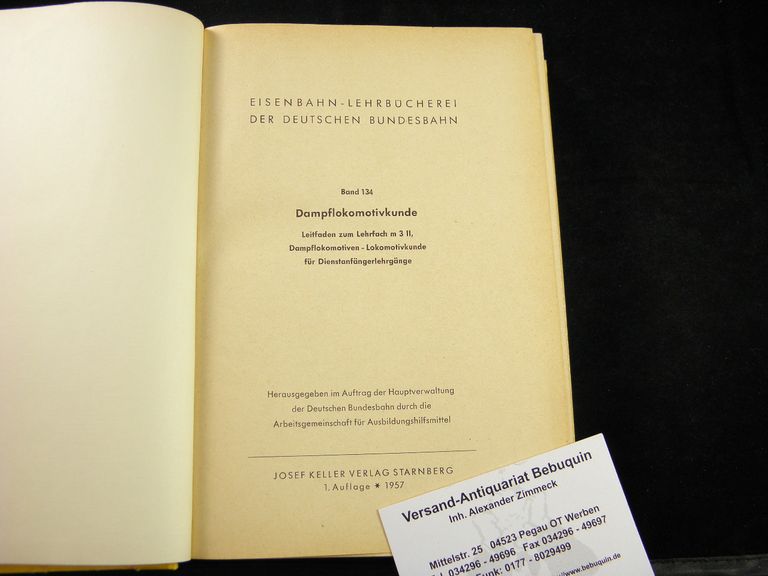 EISENBAHN-LEHRBÜCHEREI
DER DEUTSCHEN BUNDESBAHN
Band 134
Dampflokomotivkunde
Leitfaden zum Lehrfach m 3 II,
Dampflokomotiven - Lokomotivkunde
für Dienstanfängerlehrgänge
Herausgegeben im Auftrag der Hauptverwaltung
der Deutschen Bundesbahn durch die
Arbeitsgemeinschaft für Ausbildungshilfsmittel
JOSEF KELLER VERLAG STARNBERG
1. Auflage * 1957
Versand-Antiquariat Bebuquin
Inh. Alexander Zimmeck
Mittelstr. 25 04523 Pegau OT Werben
034296 - 49696 Fax 034296 - 49697
Funk: 0177 - 8029499
www.bebuquin.de